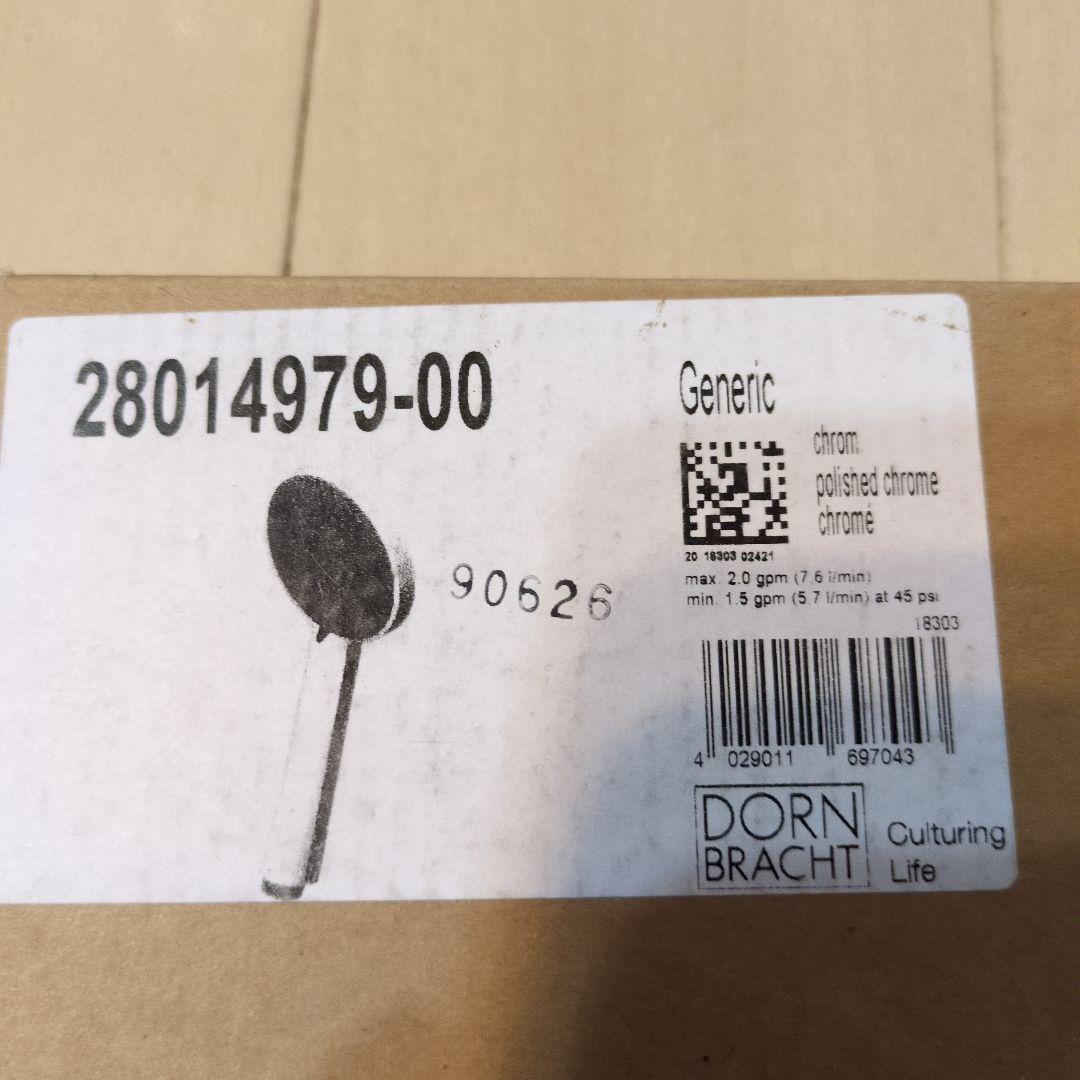 28014979-00
90626
Generic
chrom
polished chrome
chromé
20 18303 02421
max. 2.0 gpm (7.6 l/min)
min. 1.5 gpm (5.7 l/min) at 45 psi
18303
4 029011 697043
DORN
BRACHT
Culturing
Life